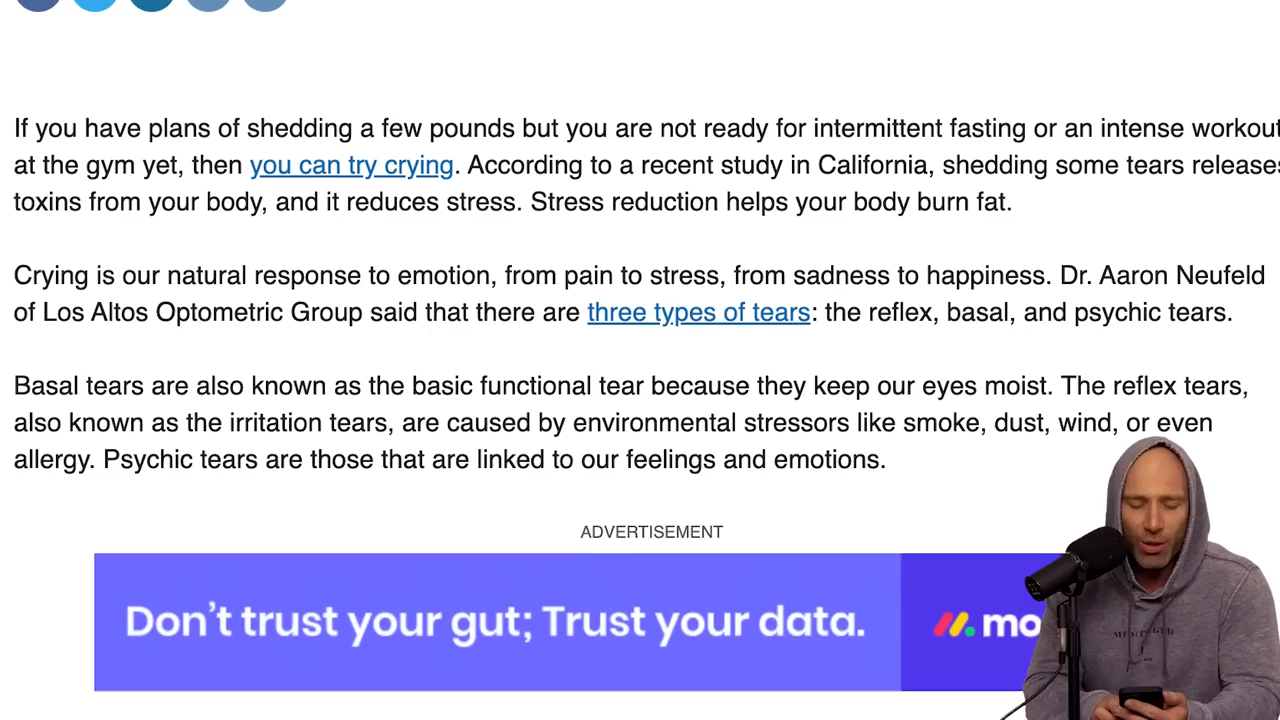 If you have plans of shedding a few pounds but you are not ready for intermittent fasting or an intense workout
at the gym yet, then you can try crying. According to a recent study in California, shedding some tears releases
toxins from your body, and it reduces stress. Stress reduction helps your body burn fat.
Crying is our natural response to emotion, from pain to stress, from sadness to happiness. Dr. Aaron Neufeld
of Los Altos Optometric Group said that there are three types of tears: the reflex, basal, and psychic tears.
Basal tears are also known as the basic functional tear because they keep our eyes moist. The reflex tears,
also known as the irritation tears, are caused by environmental stressors like smoke, dust, wind, or even
allergy. Psychic tears are those that are linked to our feelings and emotions.
ADVERTISEMENT
Don't trust your gut; Trust your data.
mo